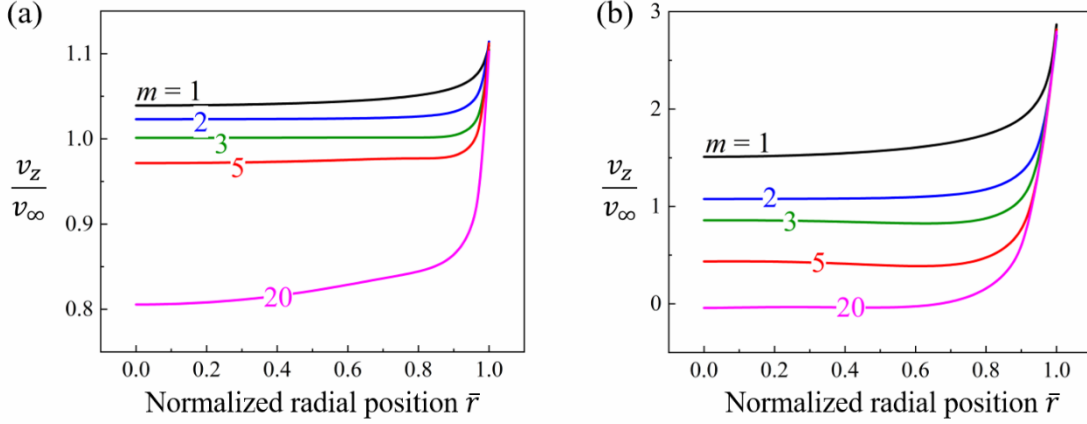 (a)
1.1
1.0
0.9
0.8
v_z
v_∞
m = 1
2
3
5
20
0.0 0.2 0.4 0.6 0.8 1.0
Normalized radial position r̄
(b)
3
2
1
0
v_z
v_∞
m = 1
2
3
5
20
0.0 0.2 0.4 0.6 0.8 1.0
Normalized radial position r̄